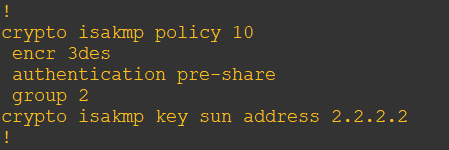 !
crypto isakmp policy 10
 encr 3des
 authentication pre-share
 group 2
crypto isakmp key sun address 2.2.2.2
!